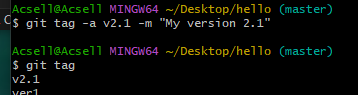 Acsell@Acsell MINGW64 ~/Desktop/hello (master)
$ git tag -a v2.1 -m "My version 2.1"
Acsell@Acsell MINGW64 ~/Desktop/hello (master)
$ git tag
v2.1
ver1